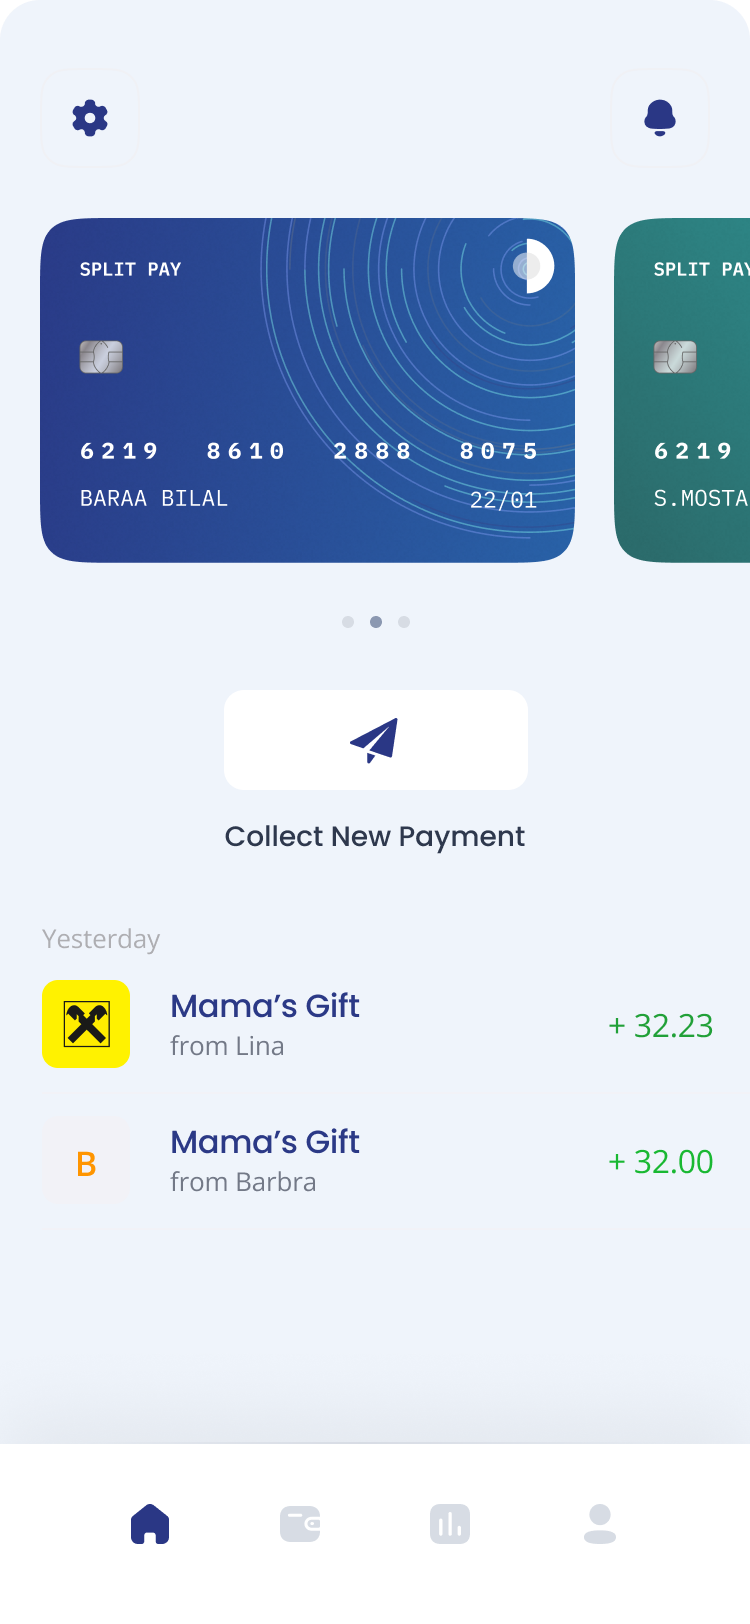 SPLIT PAY
6219 8610 2888 8075
BARAA BILAL 22/01
SPLIT PAY
6219
S.MOSTA
Collect New Payment
Yesterday
Mama’s Gift
from Lina
+ 32.23
B
Mama’s Gift
from Barbra
+ 32.00